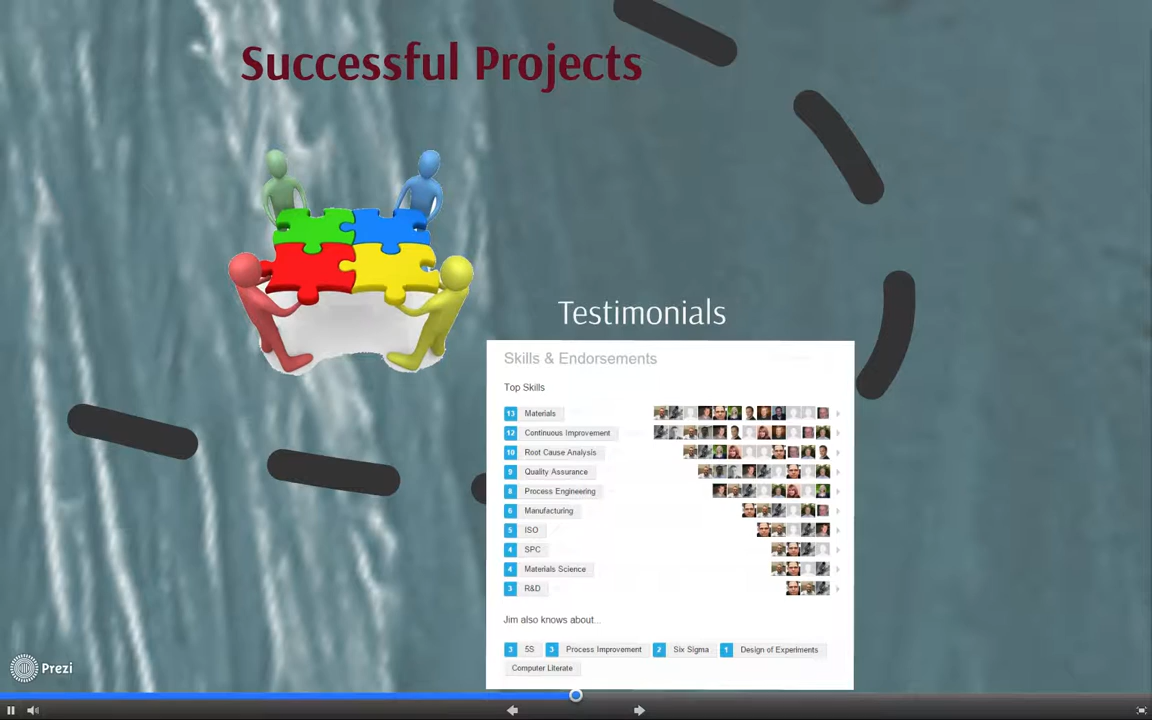 Successful Projects
Testimonials
Skills & Endorsements
Top Skills
13 Materials
12 Continuous Improvement
10 Root Cause Analysis
9 Quality Assurance
8 Process Engineering
6 Manufacturing
5 ISO
4 SPC
4 Materials Science
3 R&D
Jim also knows about...
3 5S 3 Process Improvement 2 Six Sigma 1 Design of Experiments
Computer Literate
Prezi